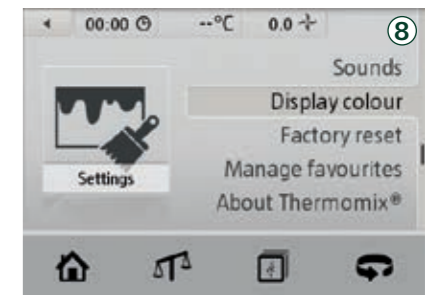 00:00 --°C 0.0 ⑧
Sounds
Display colour
Factory reset
Settings
Manage favourites
About Thermomix®